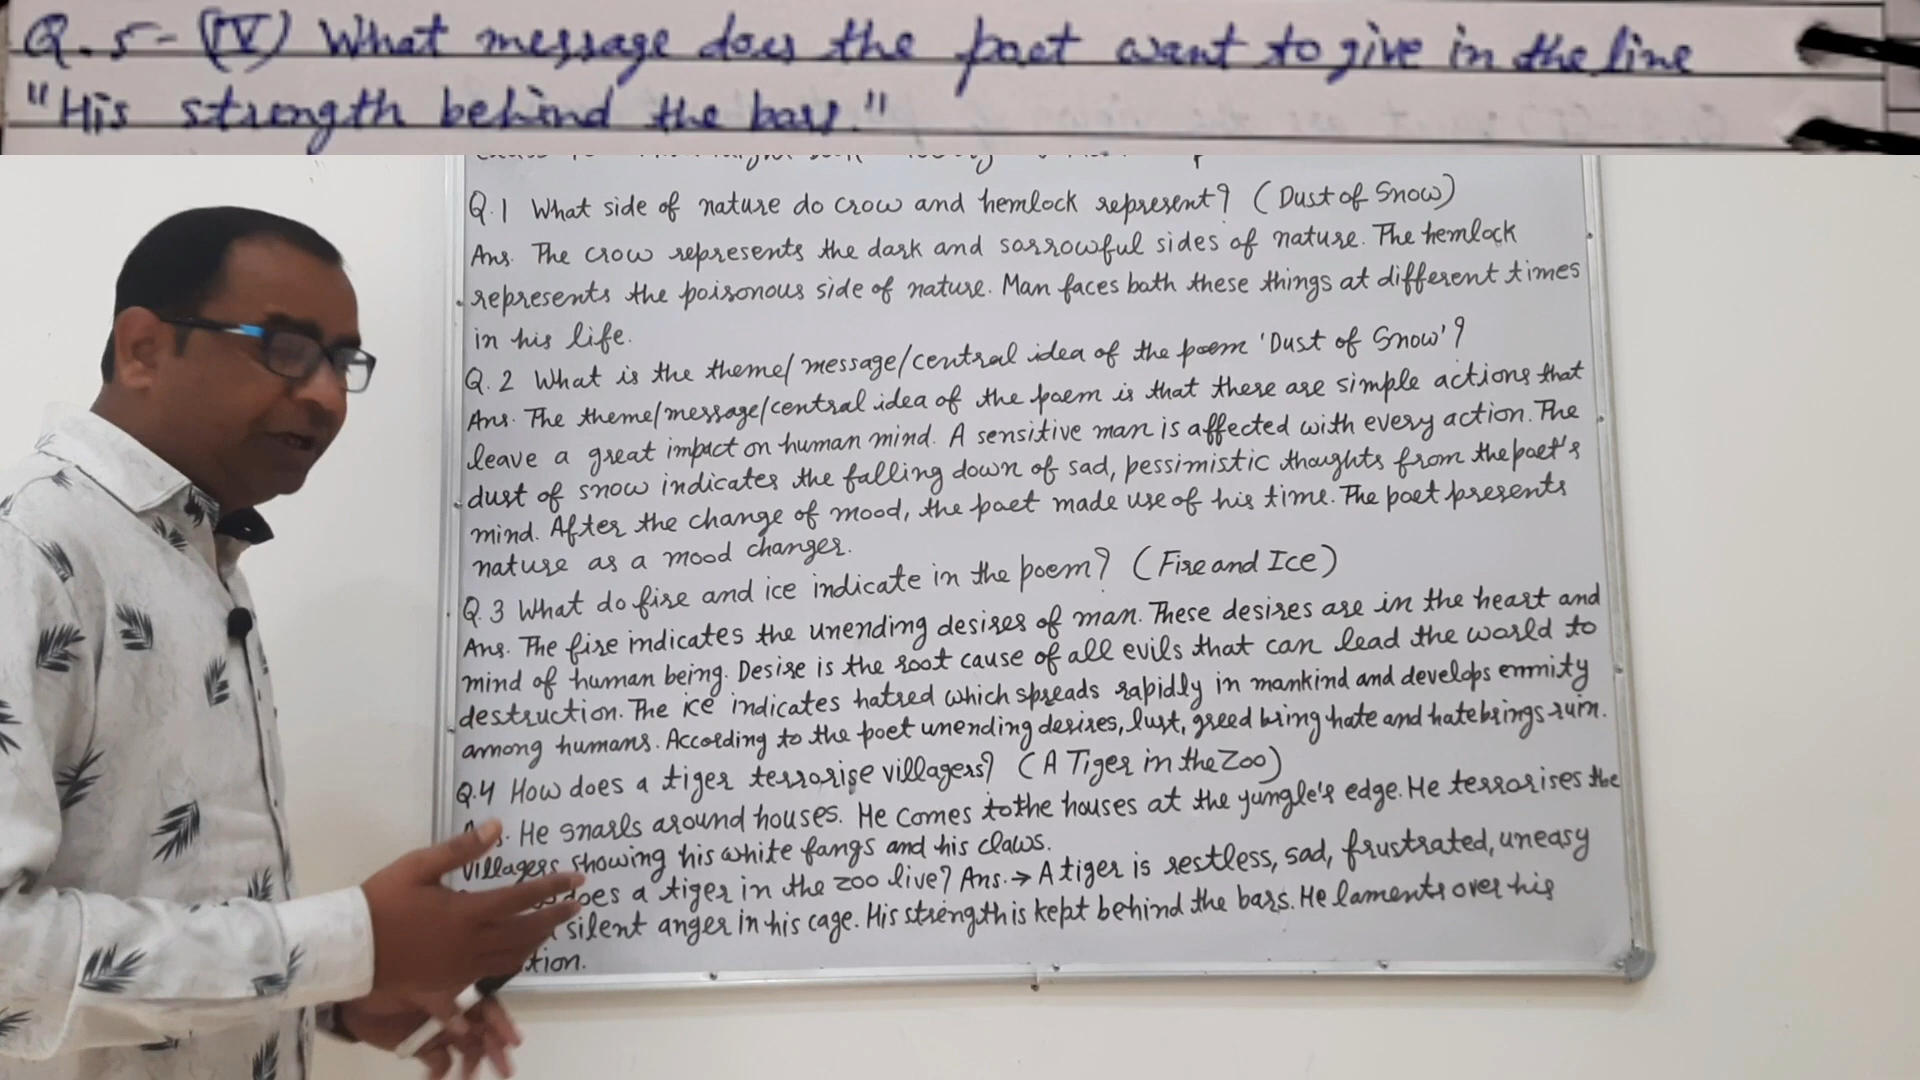 Q.5-(IV) What message does the poet want to give in the line
"His strength behind the bars."
Q.1 What side of nature do crow and hemlock represent? (Dust of Snow)
Ans. The crow represents the dark and sorrowful sides of nature. The hemlock
represents the poisonous side of nature. Man faces both these things at different times
in his life.
Q.2 What is the theme/message/central idea of the poem 'Dust of Snow'?
Ans. The theme/message/central idea of the poem is that there are simple actions that
leave a great impact on human mind. A sensitive man is affected with every action. The
dust of snow indicates the falling down of sad, pessimistic thoughts from the poet's
mind. After the change of mood, the poet made use of his time. The poet presents
nature as a mood changer.
Q.3 What do fire and ice indicate in the poem? (Fire and Ice)
Ans. The fire indicates the unending desires of man. These desires are in the heart and
mind of human being. Desire is the root cause of all evils that can lead the world to
destruction. The ice indicates hatred which spreads rapidly in mankind and develops enmity
among humans. According to the poet unending desires, lust, greed bring hate and hate brings ruin.
Q.4 How does a tiger terrorise villagers? (A Tiger in the Zoo)
He snarls around houses. He comes to the houses at the jungle's edge. He terrorises the
villagers showing his white fangs and his claws.
does a tiger in the zoo live? Ans.→ A tiger is restless, sad, frustrated, uneasy
silent anger in his cage. His strength is kept behind the bars. He laments over his